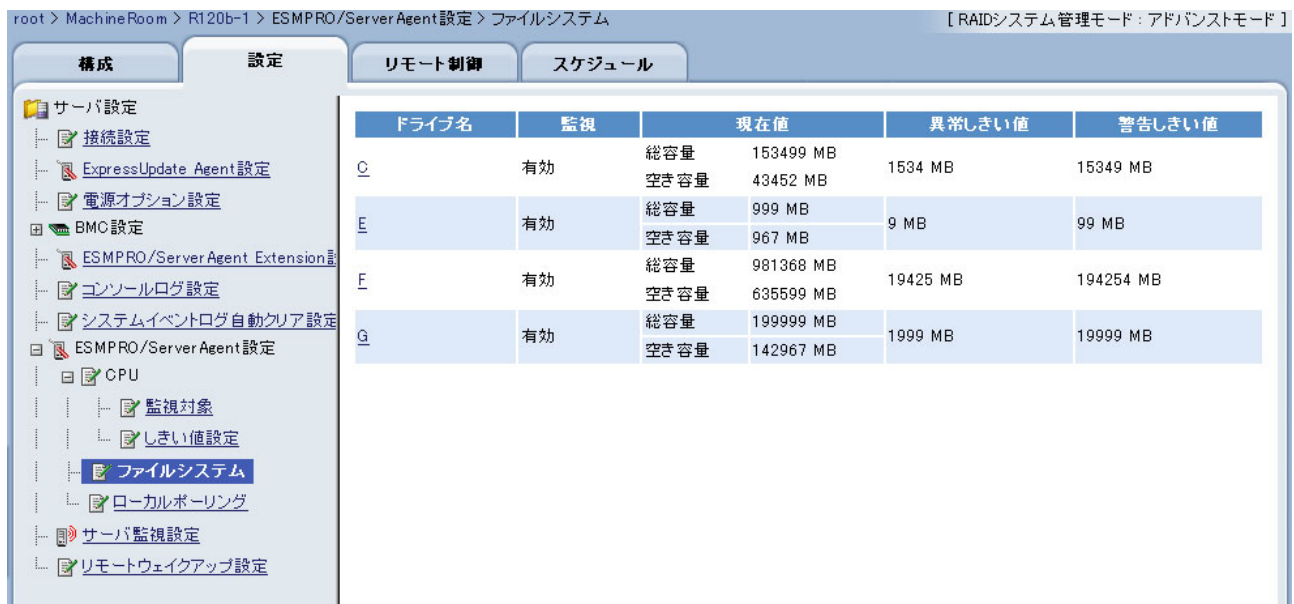 root > MachineRoom > R120b-1 > ESMPRO/ServerAgent設定 > ファイルシステム [ RAIDシステム管理モード : アドバンストモード ]
構成 設定 リモート制御 スケジュール
サーバ設定
接続設定
ExpressUpdate Agent設定
電源オプション設定
BMC設定
ESMPRO/ServerAgent Extension設
コンソールログ設定
システムイベントログ自動クリア設定
ESMPRO/ServerAgent設定
CPU
監視対象
しきい値設定
ファイルシステム
ローカルポーリング
サーバ監視設定
リモートウェイクアップ設定
ドライブ名 監視 現在値 異常しきい値 警告しきい値
C 有効 総容量 153499 MB 1534 MB 15349 MB
空き容量 43452 MB
E 有効 総容量 999 MB 9 MB 99 MB
空き容量 967 MB
F 有効 総容量 981368 MB 19425 MB 194254 MB
空き容量 635599 MB
G 有効 総容量 199999 MB 1999 MB 19999 MB
空き容量 142967 MB